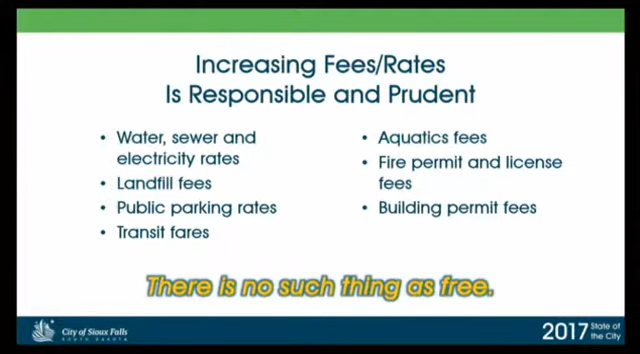 Increasing Fees/Rates
Is Responsible and Prudent
• Water, sewer and
electricity rates
• Landfill fees
• Public parking rates
• Transit fares
• Aquatics fees
• Fire permit and license
fees
• Building permit fees
There is no such thing as free.
City of Sioux Falls
SOUTH DAKOTA
2017 State of
the City